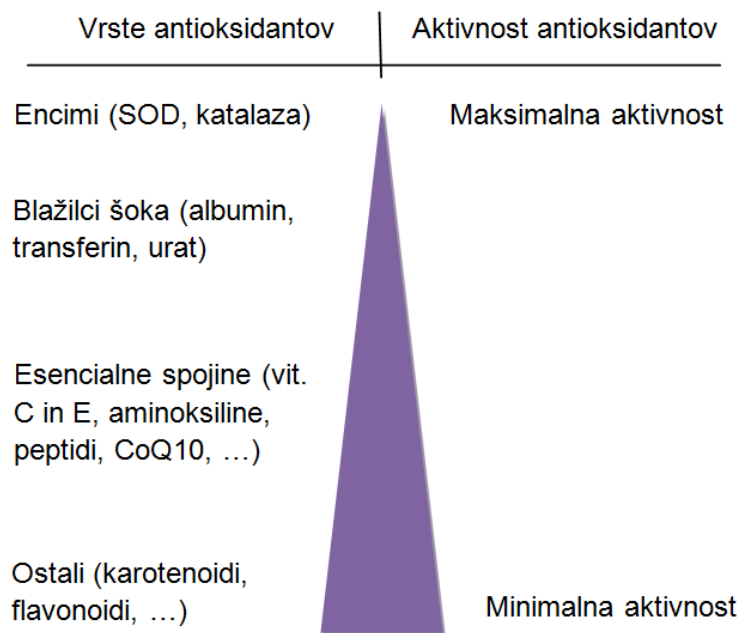 Vrste antioksidantov
Aktivnost antioksidantov
Encimi (SOD, katalaza)
Maksimalna aktivnost
Blažilci šoka (albumin,
transferin, urat)
Esencialne spojine (vit.
C in E, aminoksiline,
peptidi, CoQ10, …)
Ostali (karotenoidi,
flavonoidi, …)
Minimalna aktivnost